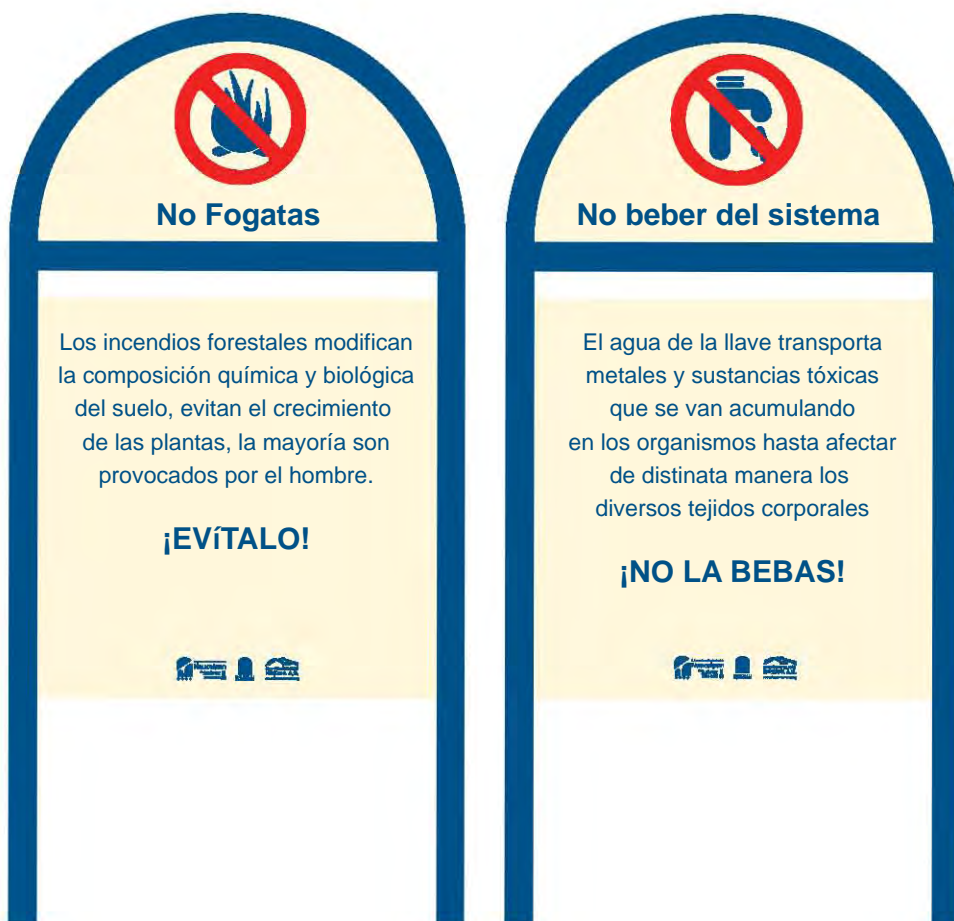 No Fogatas
Los incendios forestales modifican
la composición química y biológica
del suelo, evitan el crecimiento
de las plantas, la mayoría son
provocados por el hombre.
¡EVíTALO!
No beber del sistema
El agua de la llave transporta
metales y sustancias tóxicas
que se van acumulando
en los organismos hasta afectar
de distinata manera los
diversos tejidos corporales
¡NO LA BEBAS!